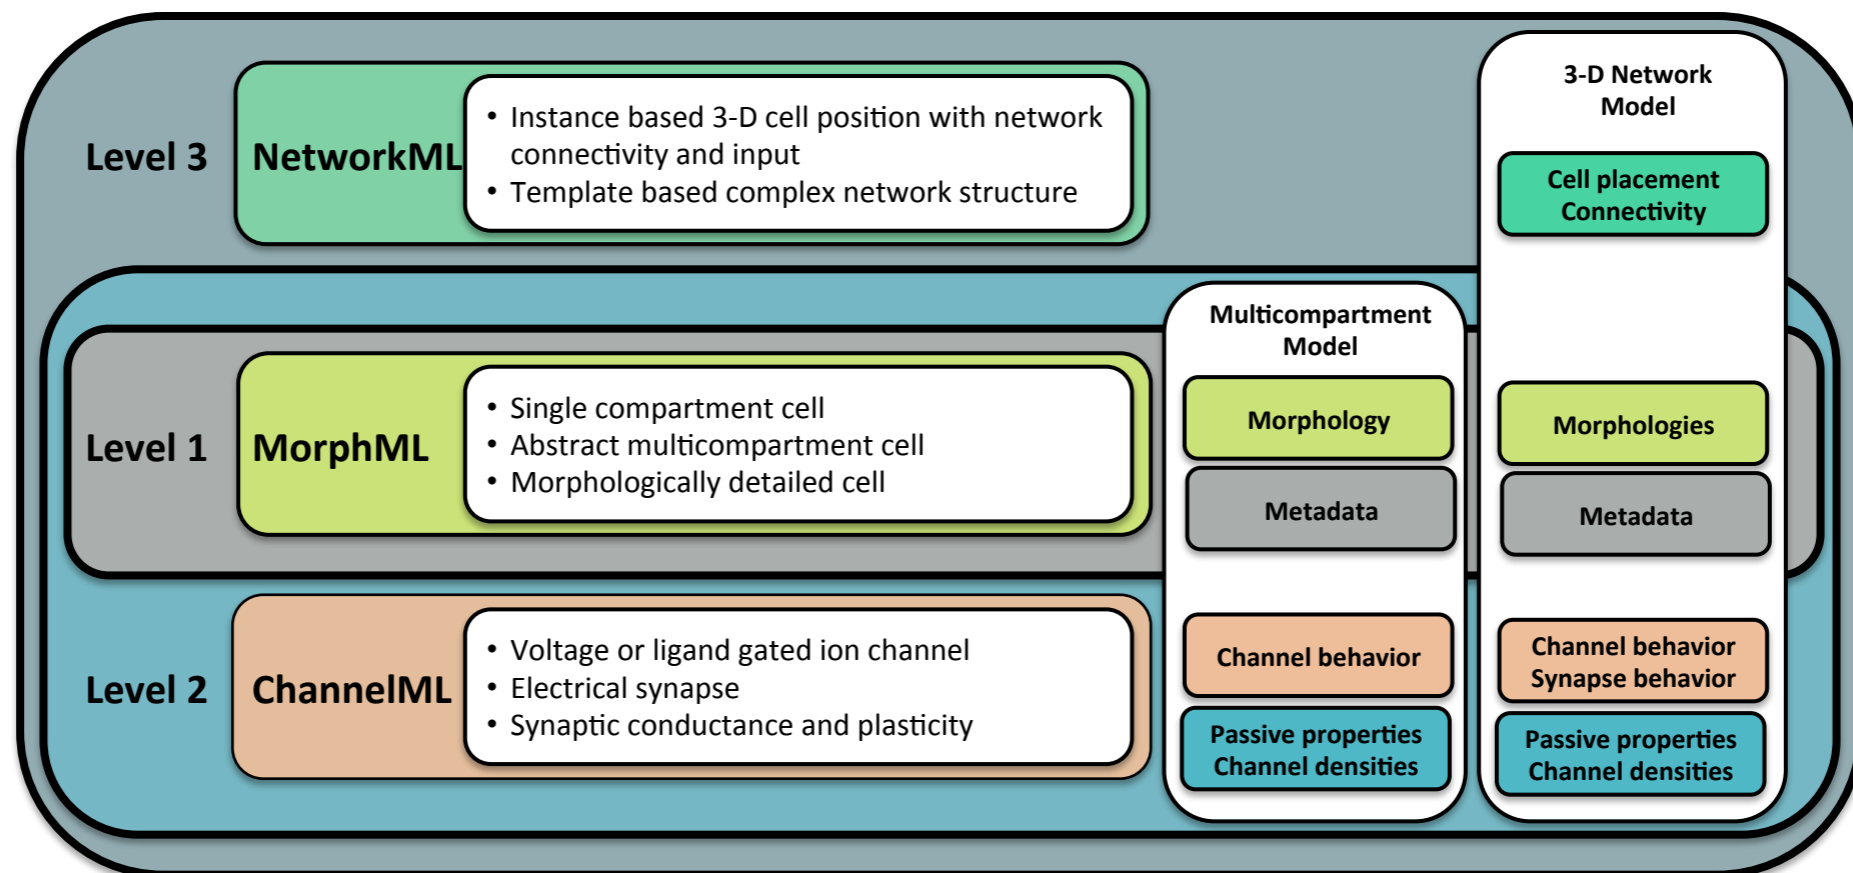 Level 3
NetworkML
• Instance based 3-D cell position with network
connectivity and input
• Template based complex network structure
Level 1
MorphML
• Single compartment cell
• Abstract multicompartment cell
• Morphologically detailed cell
Level 2
ChannelML
• Voltage or ligand gated ion channel
• Electrical synapse
• Synaptic conductance and plasticity
Multicompartment
Model
Morphology
Metadata
Channel behavior
Passive properties
Channel densities
3-D Network
Model
Cell placement
Connectivity
Morphologies
Metadata
Channel behavior
Synapse behavior
Passive properties
Channel densities